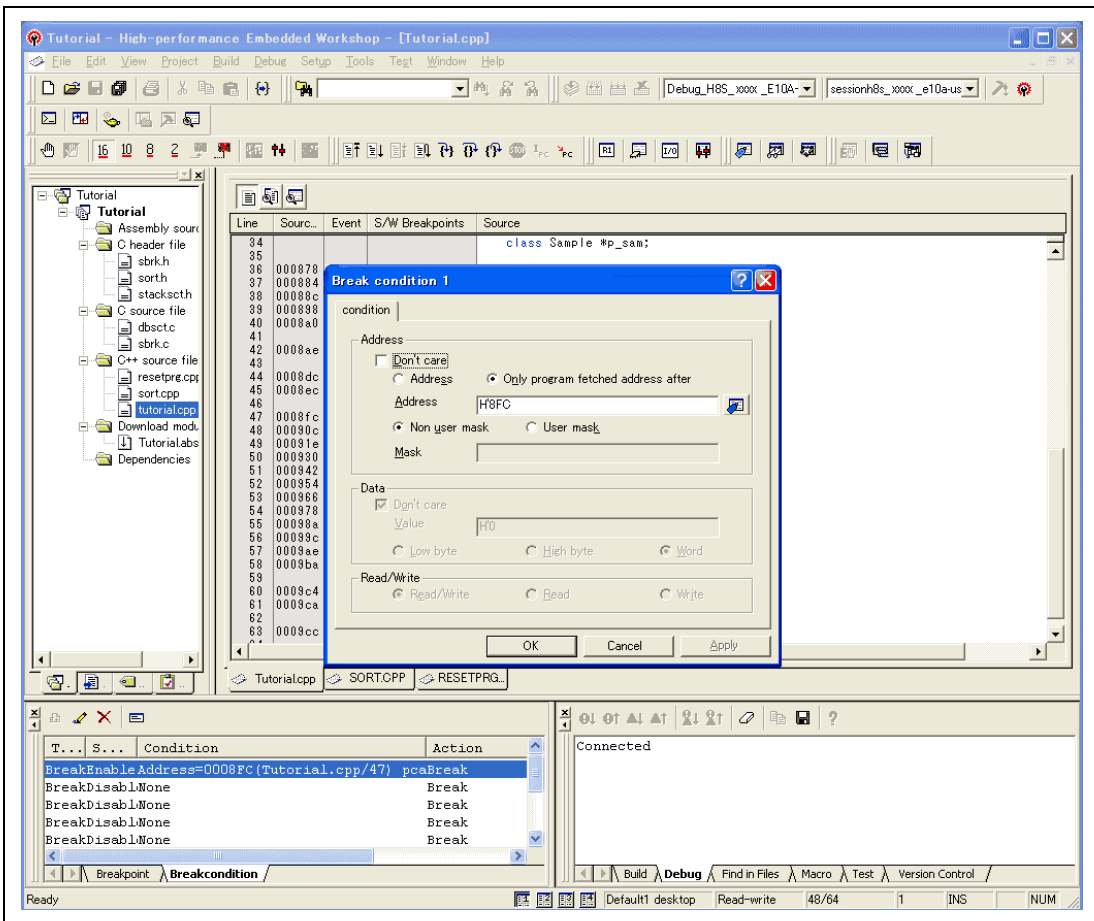 Tutorial - High-performance Embedded Workshop - [Tutorial.cpp]
File Edit View Project Build Debug Setup Tools Test Window Help
Debug_H8S_xxxx_E10A- sessionh8s_xxxx_e10a-us
16 10 8 2
Tutorial
Tutorial
Assembly sourc
C header file
sbrk.h
sort.h
stacksct.h
C source file
dbsct.c
sbrk.c
C++ source file
resetprg.cpp
sort.cpp
tutorial.cpp
Download modu
Tutorial.abs
Dependencies
Line Sourc... Event S/W Breakpoints Source
34 class Sample *p_sam;
35
36 000878
37 000884
38 00088c
39 000898
40 0008a0
41
42 0008ae
43
44 0008dc
45 0008ec
46
47 0008fc
48 00090c
49 00091e
50 000930
51 000942
52 000954
53 000966
54 000978
55 00098a
56 00099c
57 0009ae
58 0009ba
59
60 0009c4
61 0009ca
62
63 0009cc
Break condition 1
condition
Address
Don't care
Address Only program fetched address after
Address H'8FC
Non user mask User mask
Mask
Data
Don't care
Value H'0
Low byte High byte Word
Read/Write
Read/Write Read Write
OK Cancel Apply
Tutorial.cpp SORT.CPP RESETPRG...
T... S... Condition Action
BreakEnable Address=0008FC(Tutorial.cpp/47) pcaBreak
BreakDisabl None Break
BreakDisabl None Break
BreakDisabl None Break
BreakDisabl None Break
Breakpoint Breakcondition
Connected
Build Debug Find in Files Macro Test Version Control
Ready Default1 desktop Read-write 48/64 1 INS NUM